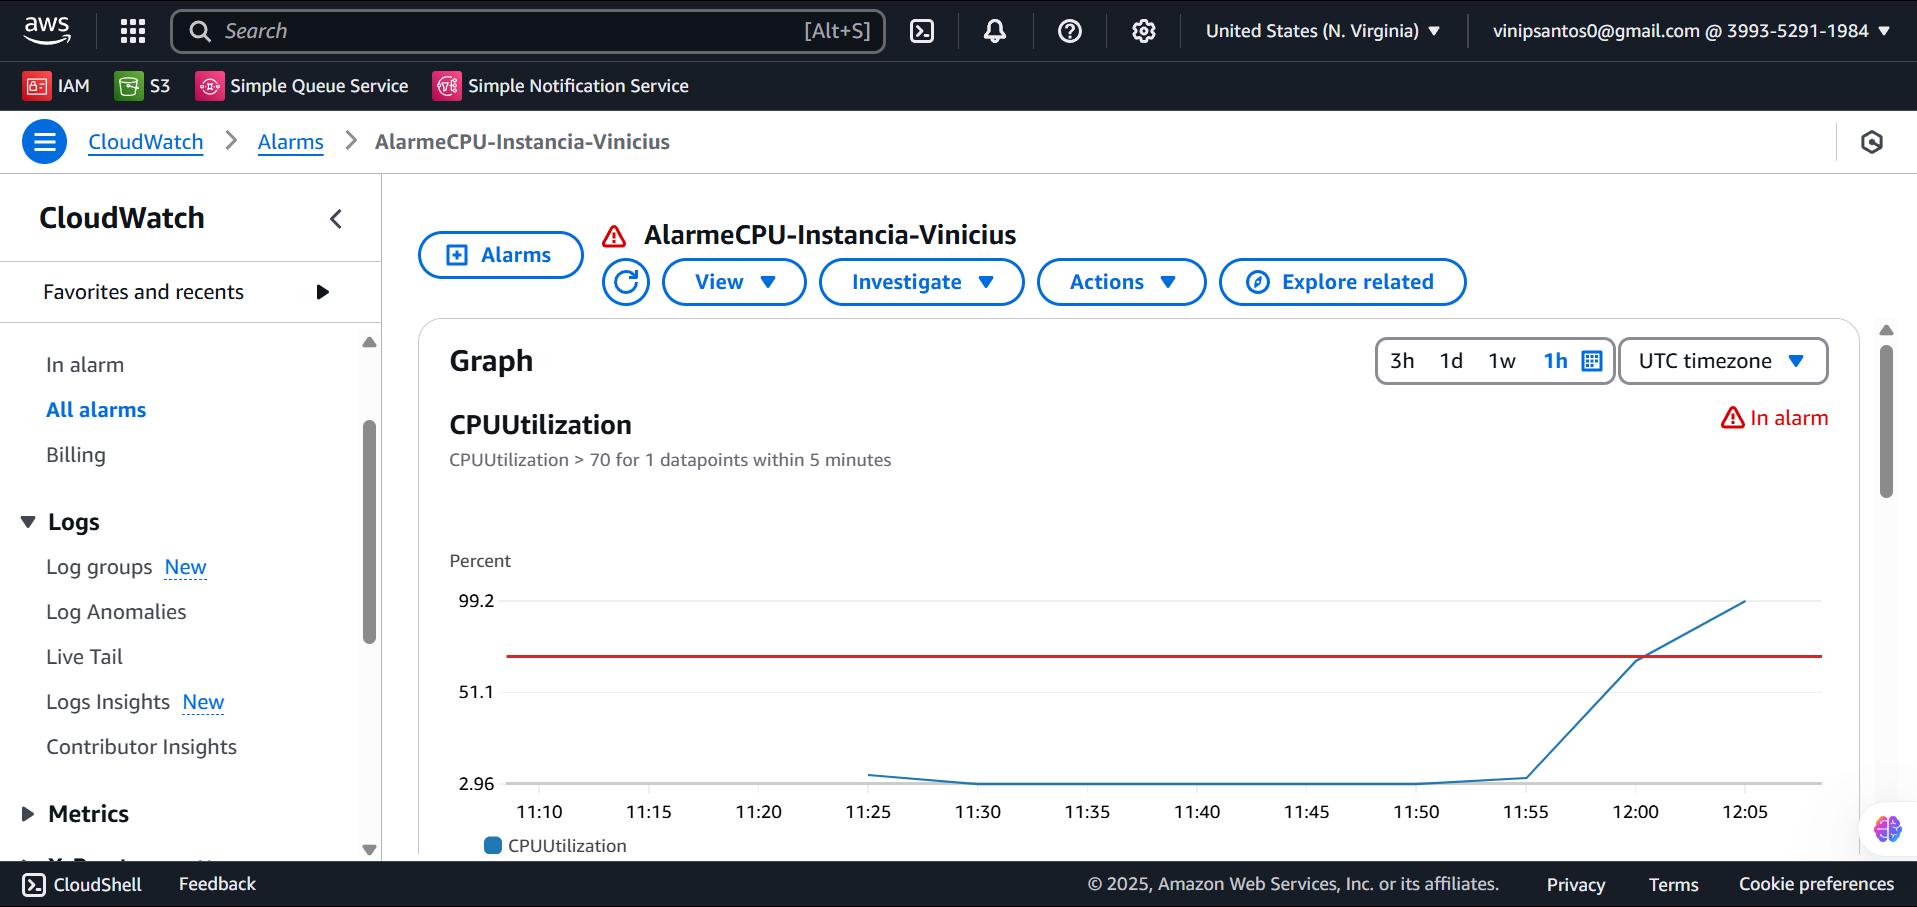 aws
Search [Alt+S]
United States (N. Virginia)
vinipsantos0@gmail.com @ 3993-5291-1984
IAM
S3
Simple Queue Service
Simple Notification Service
CloudWatch
Alarms
AlarmeCPU-Instancia-Vinicius
CloudWatch
Favorites and recents
In alarm
All alarms
Billing
Logs
Log groups New
Log Anomalies
Live Tail
Logs Insights New
Contributor Insights
Metrics
Alarms
AlarmeCPU-Instancia-Vinicius
View
Investigate
Actions
Explore related
Graph
3h 1d 1w 1h
UTC timezone
CPUUtilization
In alarm
CPUUtilization > 70 for 1 datapoints within 5 minutes
Percent
99.2
51.1
2.96
11:10 11:15 11:20 11:25 11:30 11:35 11:40 11:45 11:50 11:55 12:00 12:05
CPUUtilization
CloudShell
Feedback
© 2025, Amazon Web Services, Inc. or its affiliates.
Privacy
Terms
Cookie preferences